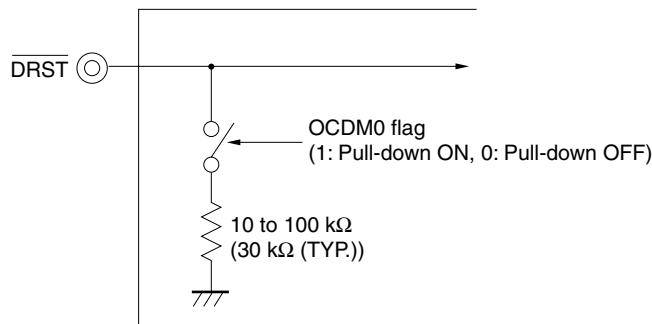 DRST
OCDM0 flag
(1: Pull-down ON, 0: Pull-down OFF)
10 to 100 kΩ
(30 kΩ (TYP.))